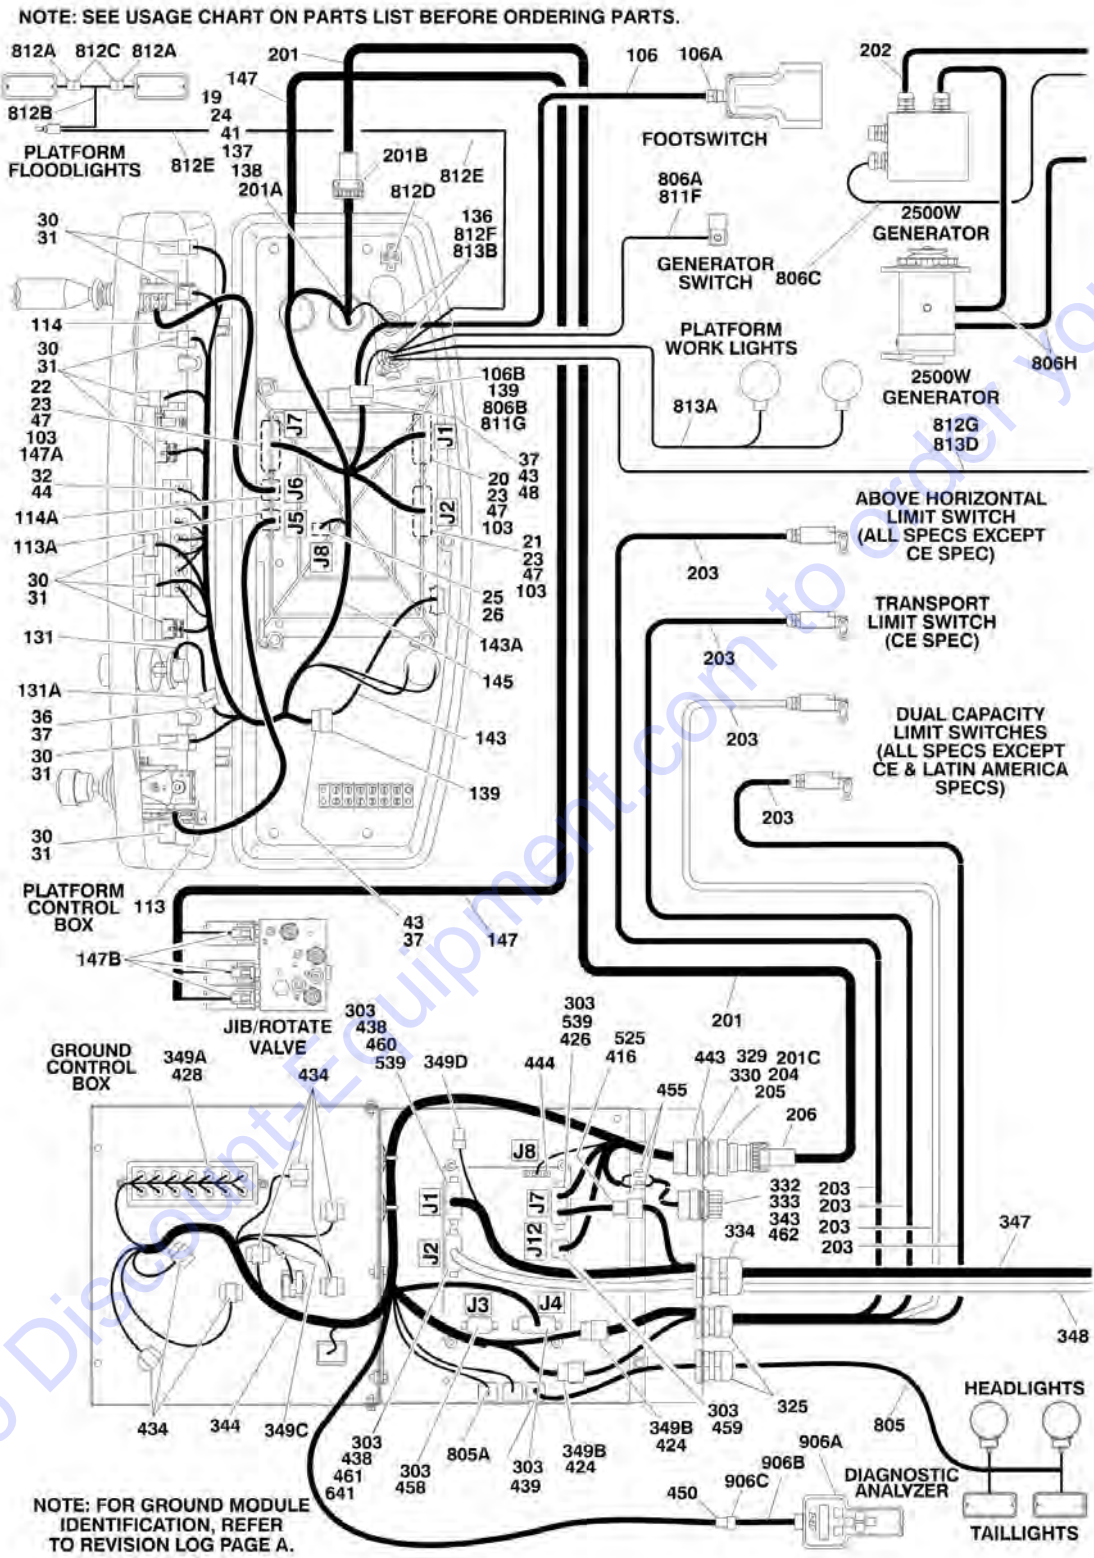 NOTE: SEE USAGE CHART ON PARTS LIST BEFORE ORDERING PARTS.
812A 812C 812A
812B
PLATFORM
FLOODLIGHTS
812E
201
147
19
24
41
137
138
201A
201B
812D
812E
136
812F
813B
106 106A
FOOTSWITCH
806A
811F
GENERATOR
SWITCH
202
2500W
GENERATOR
806C
PLATFORM
WORK LIGHTS
813A
2500W
GENERATOR
806H
812G
813D
30
31
114
30
31
22
23
47
103
147A
32
44
114A
113A
30
31
131
131A
36
37
30
31
30
31
PLATFORM
CONTROL
BOX
113
J7
J6
J5
J8
J1
J2
106B
139
806B
811G
37
43
48
20
23
47
103
21
23
47
103
25
26
143A
145
143
139
43
37
147
147B
JIB/ROTATE
VALVE
ABOVE HORIZONTAL
LIMIT SWITCH
(ALL SPECS EXCEPT
CE SPEC)
203
TRANSPORT
LIMIT SWITCH
(CE SPEC)
203
203
DUAL CAPACITY
LIMIT SWITCHES
(ALL SPECS EXCEPT
CE & LATIN AMERICA
SPECS)
203
201
GROUND
CONTROL
BOX
349A
428
434
303
438
460
539
349D
444
303
539
426
525
416
455
443
329
330
201C
204
205
206
J8
J1
J7
J2
J12
J3
J4
332
333
343
462
334
203
203
203
203
347
348
325
434
344
349C
303
438
461
641
303
458
805A
303
439
349B
424
349B
424
303
459
805
HEADLIGHTS
TAILLIGHTS
450
906C
906B
906A
DIAGNOSTIC
ANALYZER
NOTE: FOR GROUND MODULE
IDENTIFICATION, REFER
TO REVISION LOG PAGE A.
Discount-Equipment.com to order yo